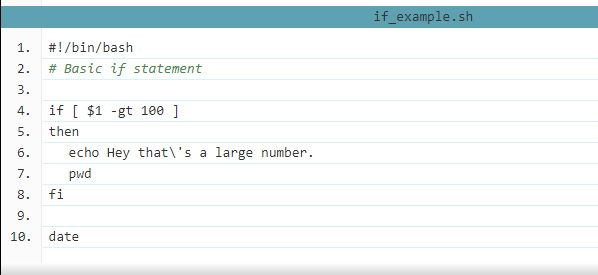 if_example.sh
1. #!/bin/bash
2. # Basic if statement
3.
4. if [ $1 -gt 100 ]
5. then
6. echo Hey that\'s a large number.
7. pwd
8. fi
9.
10. date